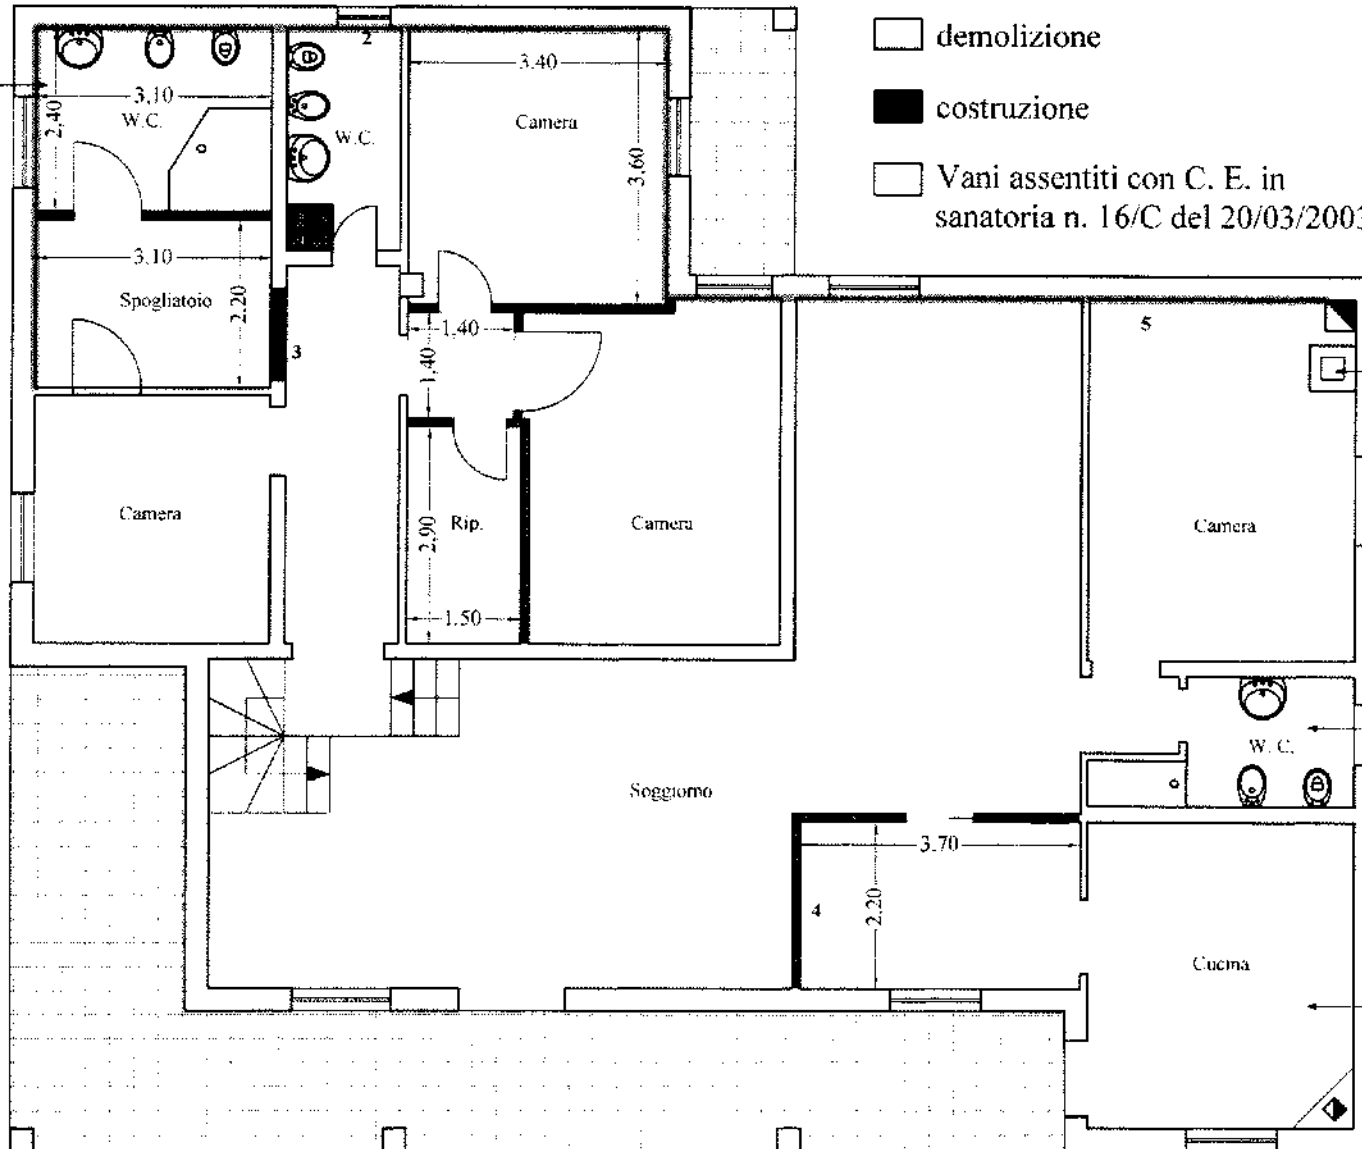 demolizione
costruzione
Vani assentiti con C. E. in
sanatoria n. 16/C del 20/03/2003
2
3.40
3,10
W.C.
2,40
W.C.
Camera
3,60
3.10
Spogliatoio
2.20
3
1.40
1,40
5
Camera
2,90
Rip.
Camera
Camera
1.50
W. C.
Soggiorno
3.70
4
2.20
Cucina